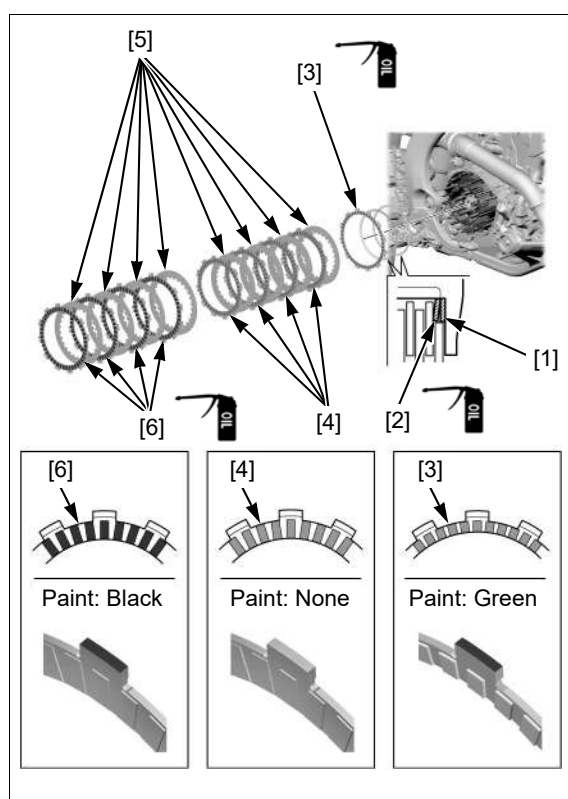 [5]
[3]
OIL
[1]
[2]
[4]
[6]
OIL
OIL
[6]
[4]
[3]
Paint: Black
Paint: None
Paint: Green